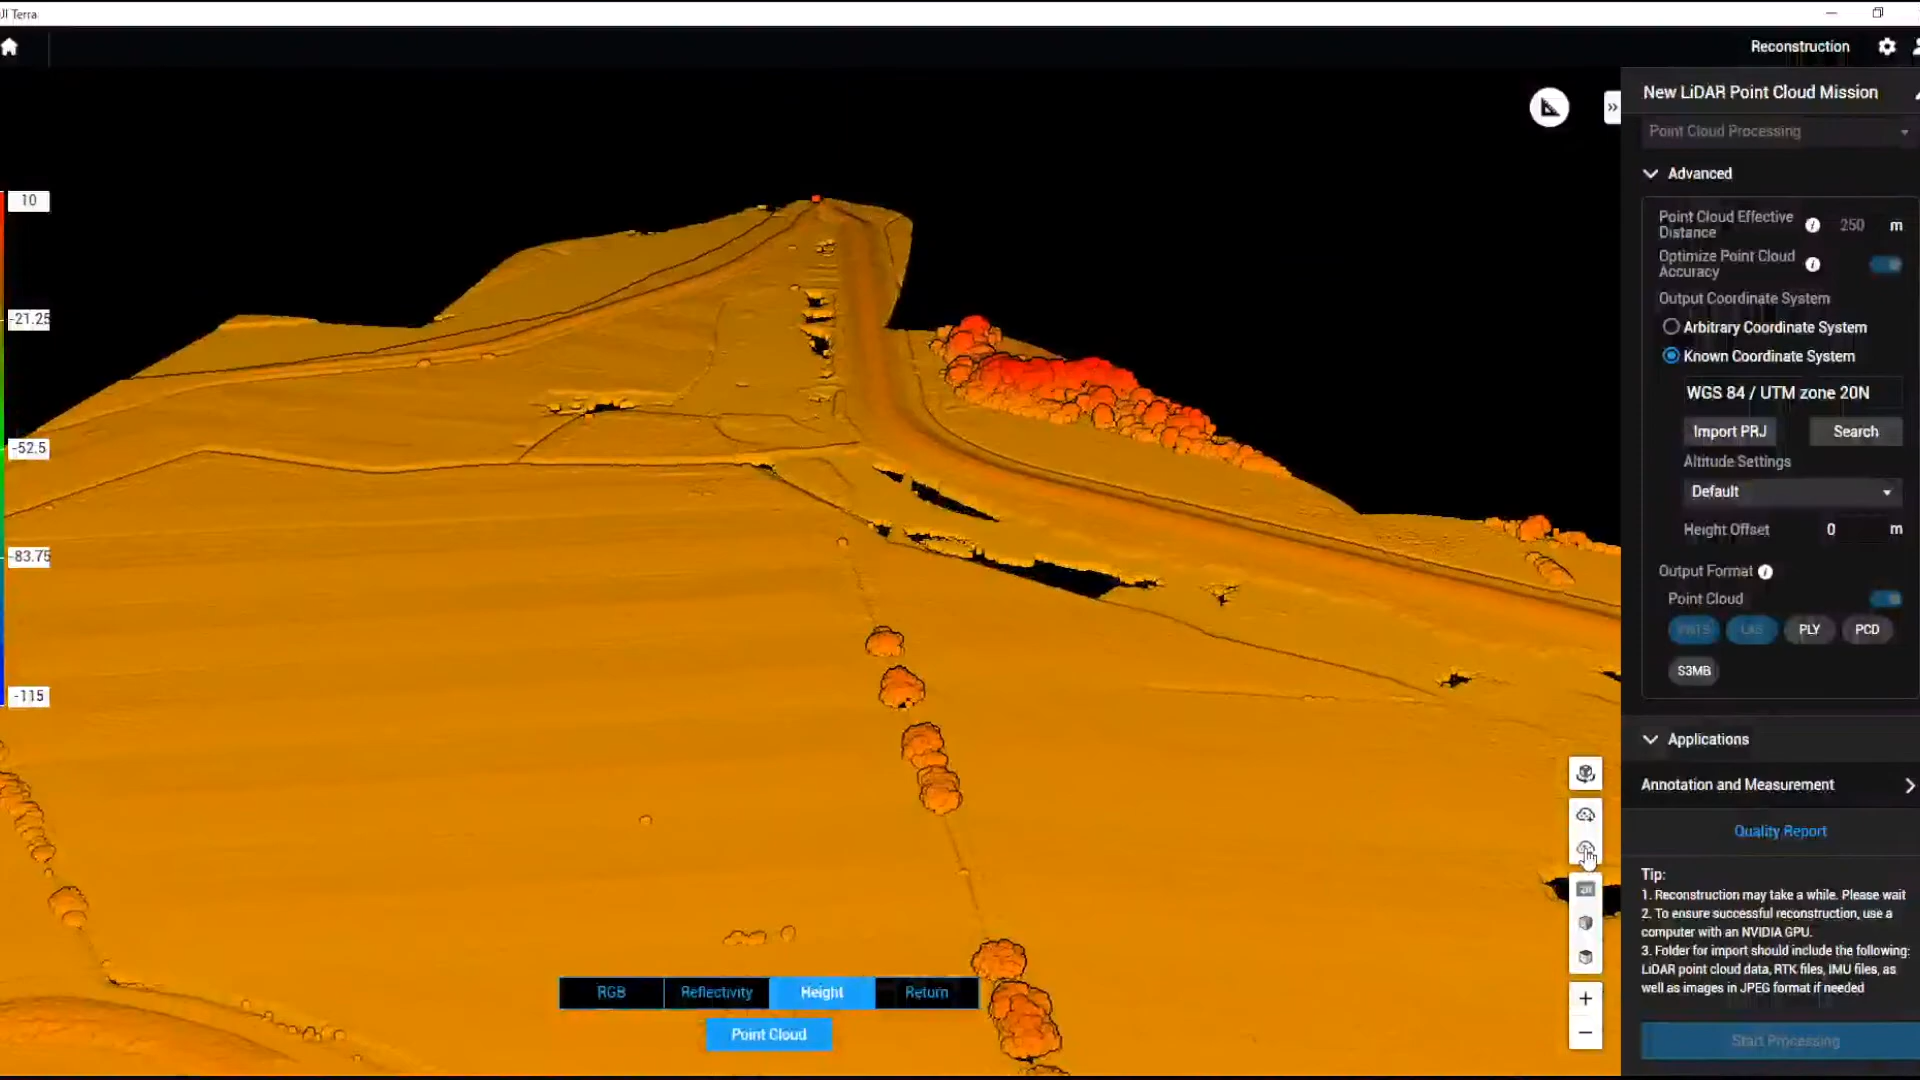 JI Terra
Reconstruction
New LiDAR Point Cloud Mission
Point Cloud Processing
Advanced
Point Cloud Effective
Distance
250 m
Optimize Point Cloud
Accuracy
Output Coordinate System
Arbitrary Coordinate System
Known Coordinate System
WGS 84 / UTM zone 20N
Import PRJ
Search
Altitude Settings
Default
Height Offset 0 m
Output Format
Point Cloud
PNTS LAS PLY PCD
S3MB
Applications
Annotation and Measurement
Quality Report
Tip:
1. Reconstruction may take a while. Please wait
2. To ensure successful reconstruction, use a
computer with an NVIDIA GPU.
3. Folder for import should include the following:
LiDAR point cloud data, RTK files, IMU files, as
well as images in JPEG format if needed
Start Processing
10
-21.25
-52.5
-83.75
-115
RGB Reflectivity Height Return
Point Cloud